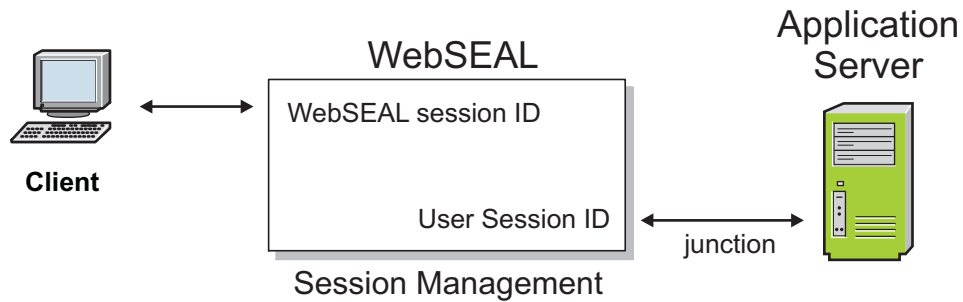 Application
Server
WebSEAL
WebSEAL session ID
Client
User Session ID
junction
Session Management